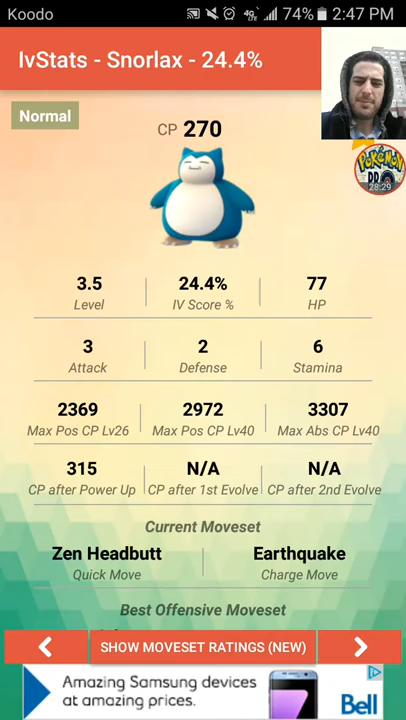 Koodo 4G 74% 2:47 PM
IvStats - Snorlax - 24.4%
Normal
CP 270
POKÉMON
28:29
3.5 24.4% 77
Level IV Score % HP
3 2 6
Attack Defense Stamina
2369 2972 3307
Max Pos CP Lv26 Max Pos CP Lv40 Max Abs CP Lv40
315 N/A N/A
CP after Power Up CP after 1st Evolve CP after 2nd Evolve
Current Moveset
Zen Headbutt Earthquake
Quick Move Charge Move
Best Offensive Moveset
SHOW MOVESET RATINGS (NEW)
Amazing Samsung devices
at amazing prices.
Bell